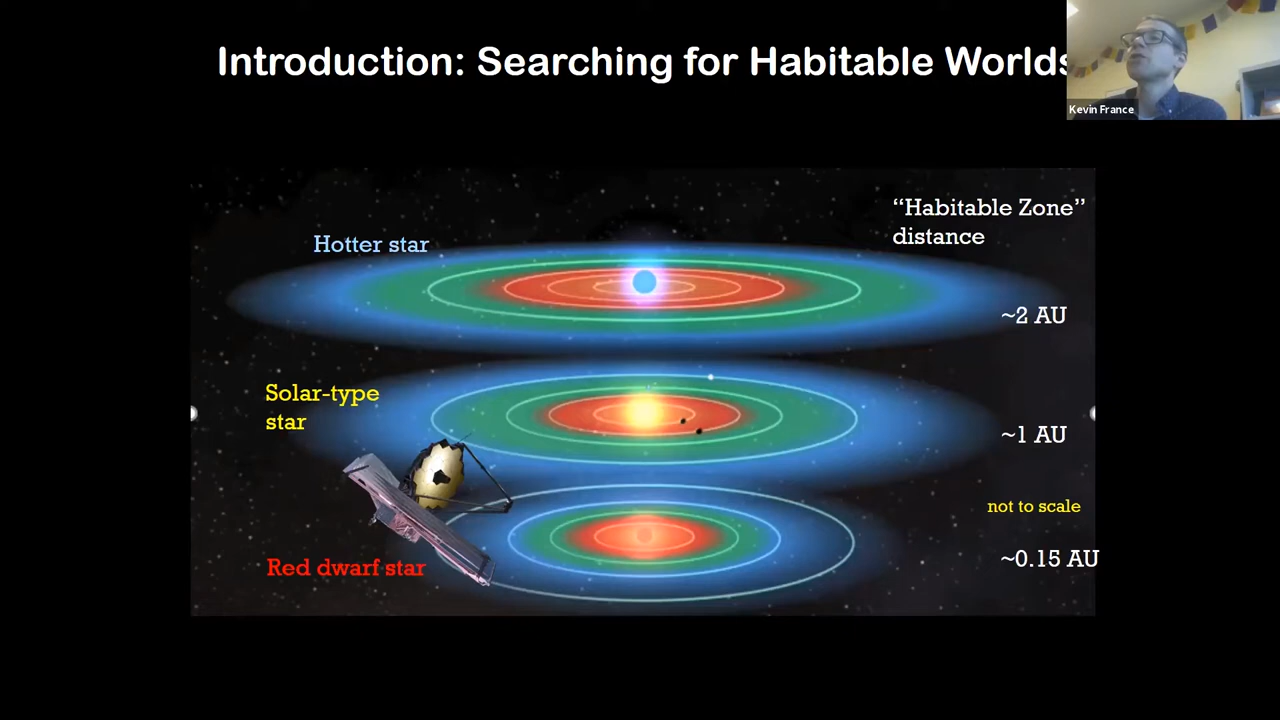 Introduction: Searching for Habitable Worlds
Kevin France
"Habitable Zone"
distance
Hotter star
~2 AU
Solar-type
star
~1 AU
not to scale
~0.15 AU
Red dwarf star